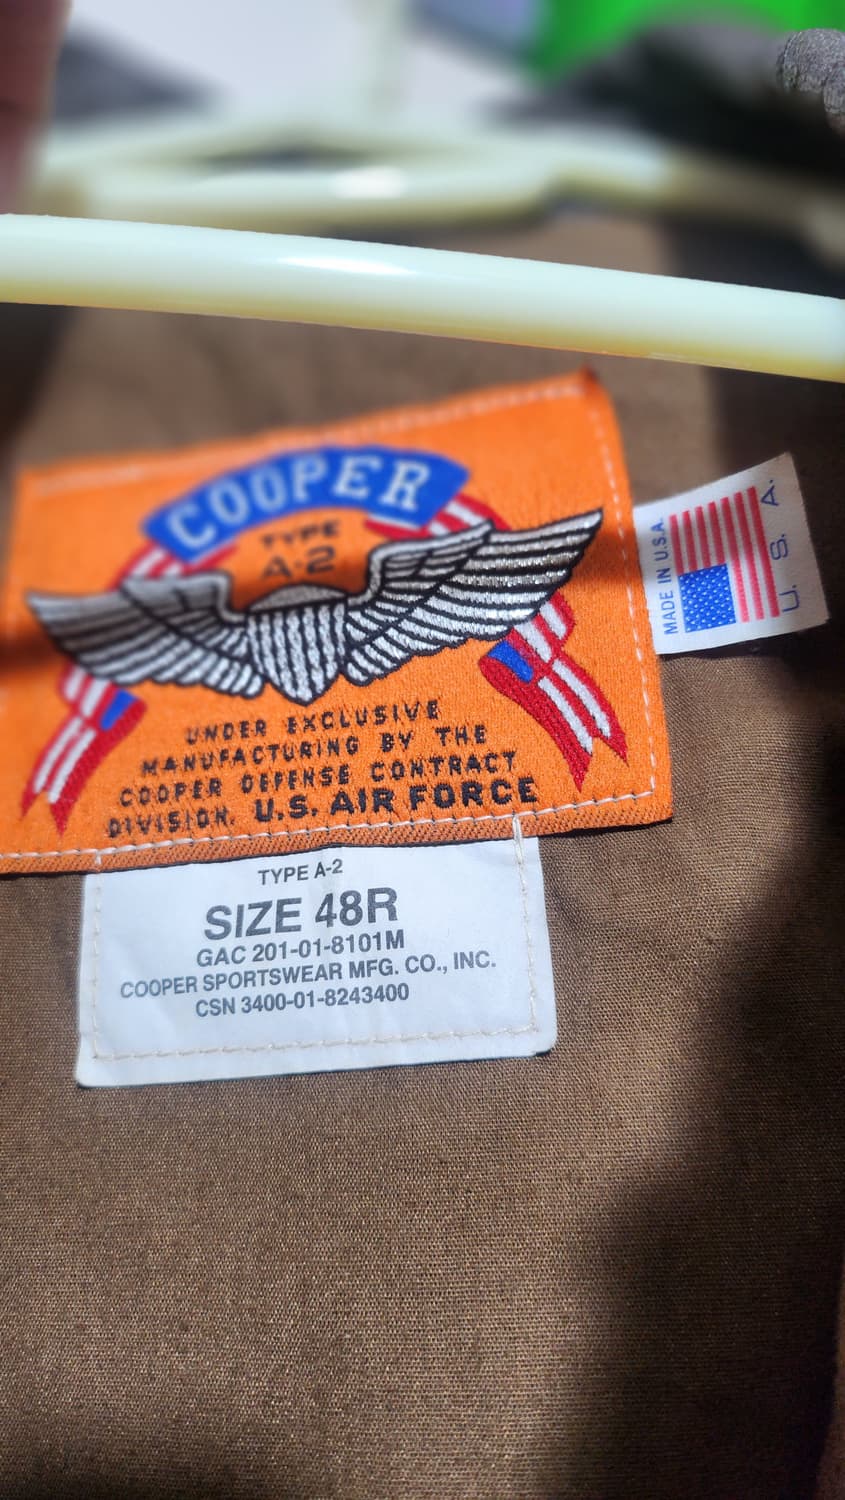 COOPER
TYPE
A-2
UNDER EXCLUSIVE
MANUFACTURING BY THE
COOPER DEFENSE CONTRACT
DIVISION. U.S. AIR FORCE
MADE IN U.S.A.
U. S. A.
TYPE A-2
SIZE 48R
GAC 201-01-8101M
COOPER SPORTSWEAR MFG. CO., INC.
CSN 3400-01-8243400